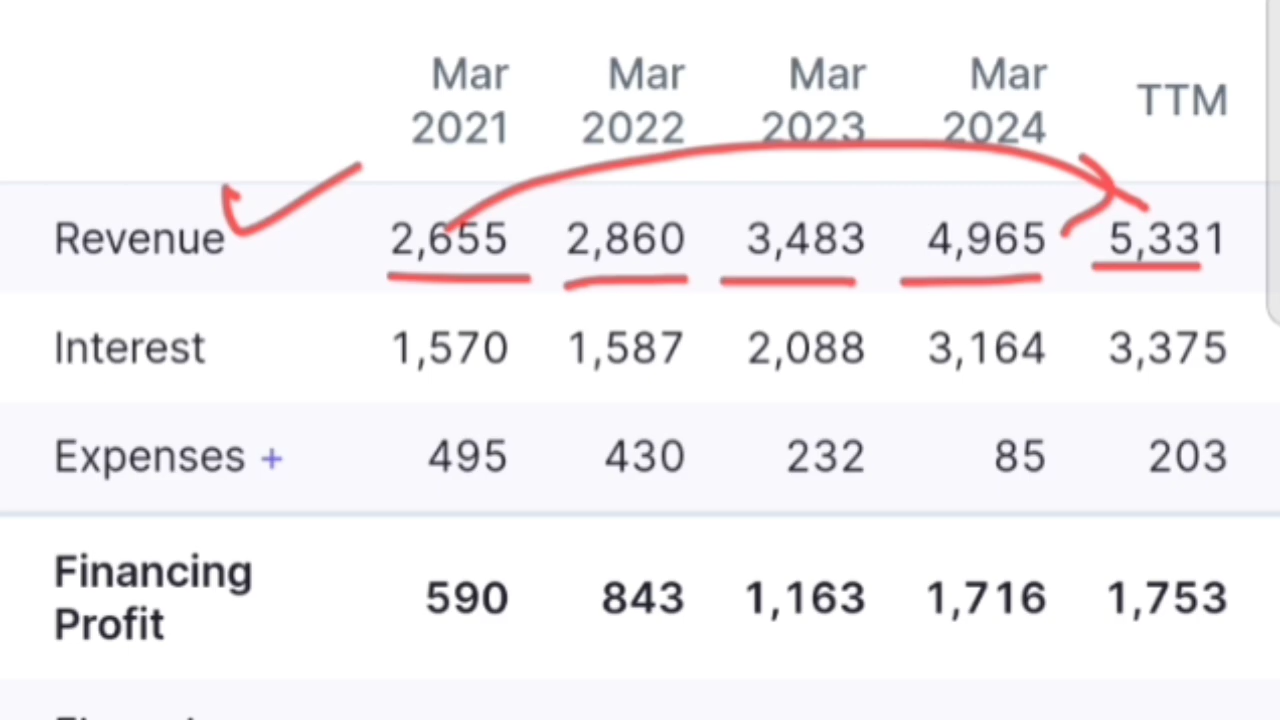 Mar 2021 Mar 2022 Mar 2023 Mar 2024 TTM
Revenue 2,655 2,860 3,483 4,965 5,331
Interest 1,570 1,587 2,088 3,164 3,375
Expenses + 495 430 232 85 203
Financing Profit 590 843 1,163 1,716 1,753